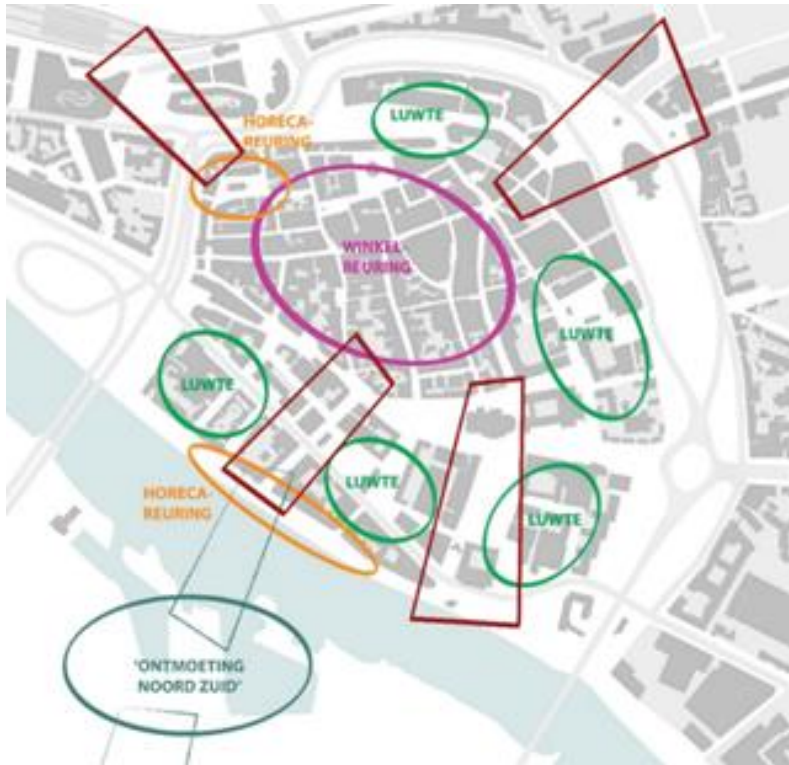 HORECA-
REURING
LUWTE
WINKEL-
REURING
LUWTE
LUWTE
LUWTE
HORECA-
REURING
LUWTE
'ONTMOETING
NOORD ZUID'